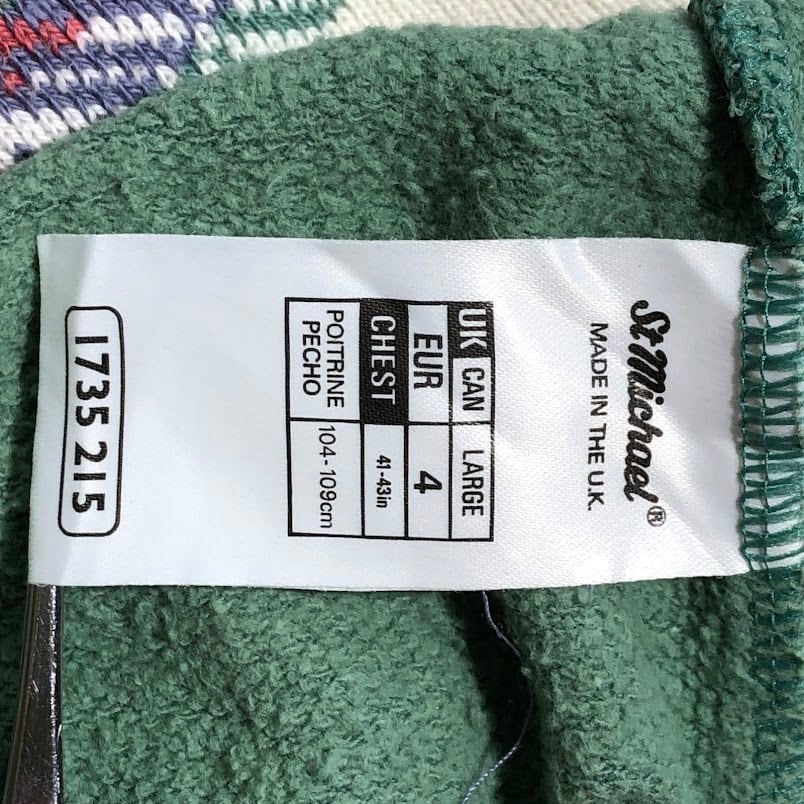 St Michael®
MADE IN THE U.K.
UK CAN LARGE
EUR 4
CHEST 41-43in
POITRINE
PECHO 104-109cm
1735 215